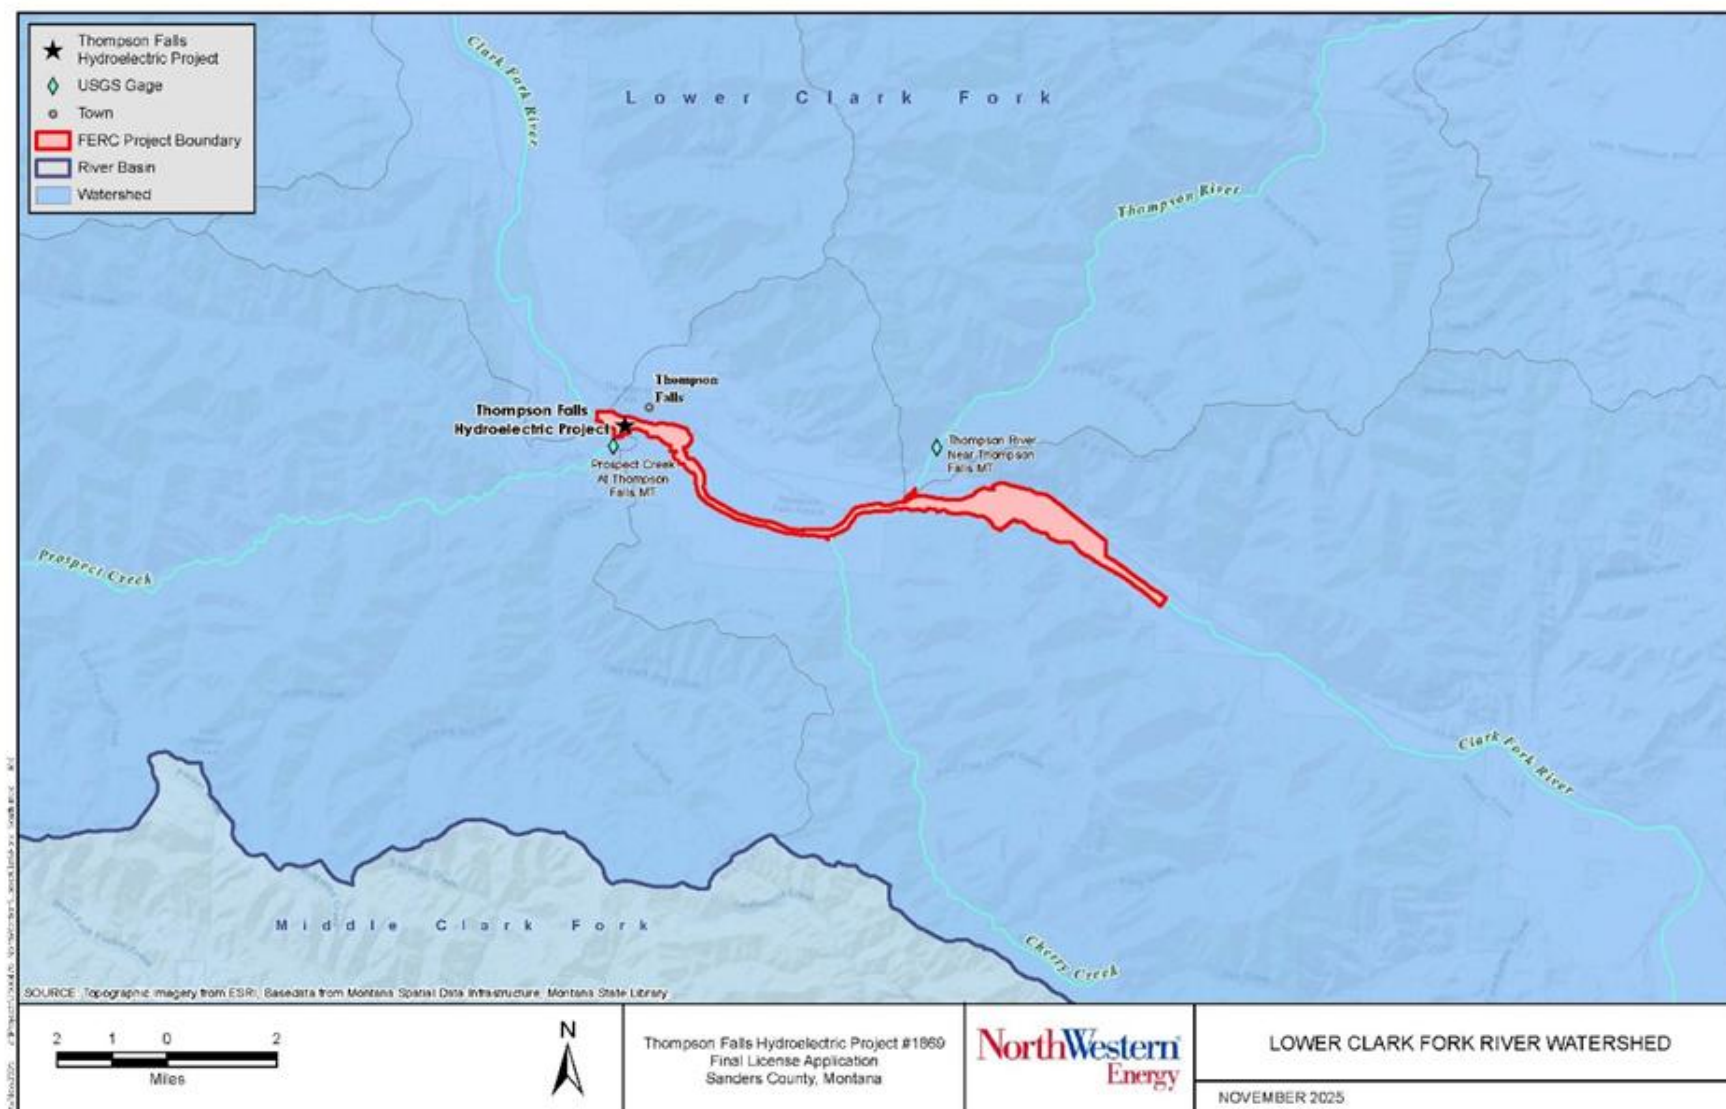 Thompson Falls
Hydroelectric Project
USGS Gage
Town
FERC Project Boundary
River Basin
Watershed
Clark Fork River
Lower Clark Fork
Thompson River
Thompson
Falls
Thompson Falls
Hydroelectric Project
Prospect Creek
At Thompson
Falls MT
Thompson River
Near Thompson
Falls MT
Prospect Creek
Clark Fork River
Middle Clark Fork
Cherry Creek
SOURCE: Topographic imagery from ESRI, Basedata from Montana Spatial Data Infrastructure, Montana State Library
2 1 0 2
Miles
N
Thompson Falls Hydroelectric Project #1869
Final License Application
Sanders County, Montana
NorthWestern
Energy
LOWER CLARK FORK RIVER WATERSHED
NOVEMBER 2025